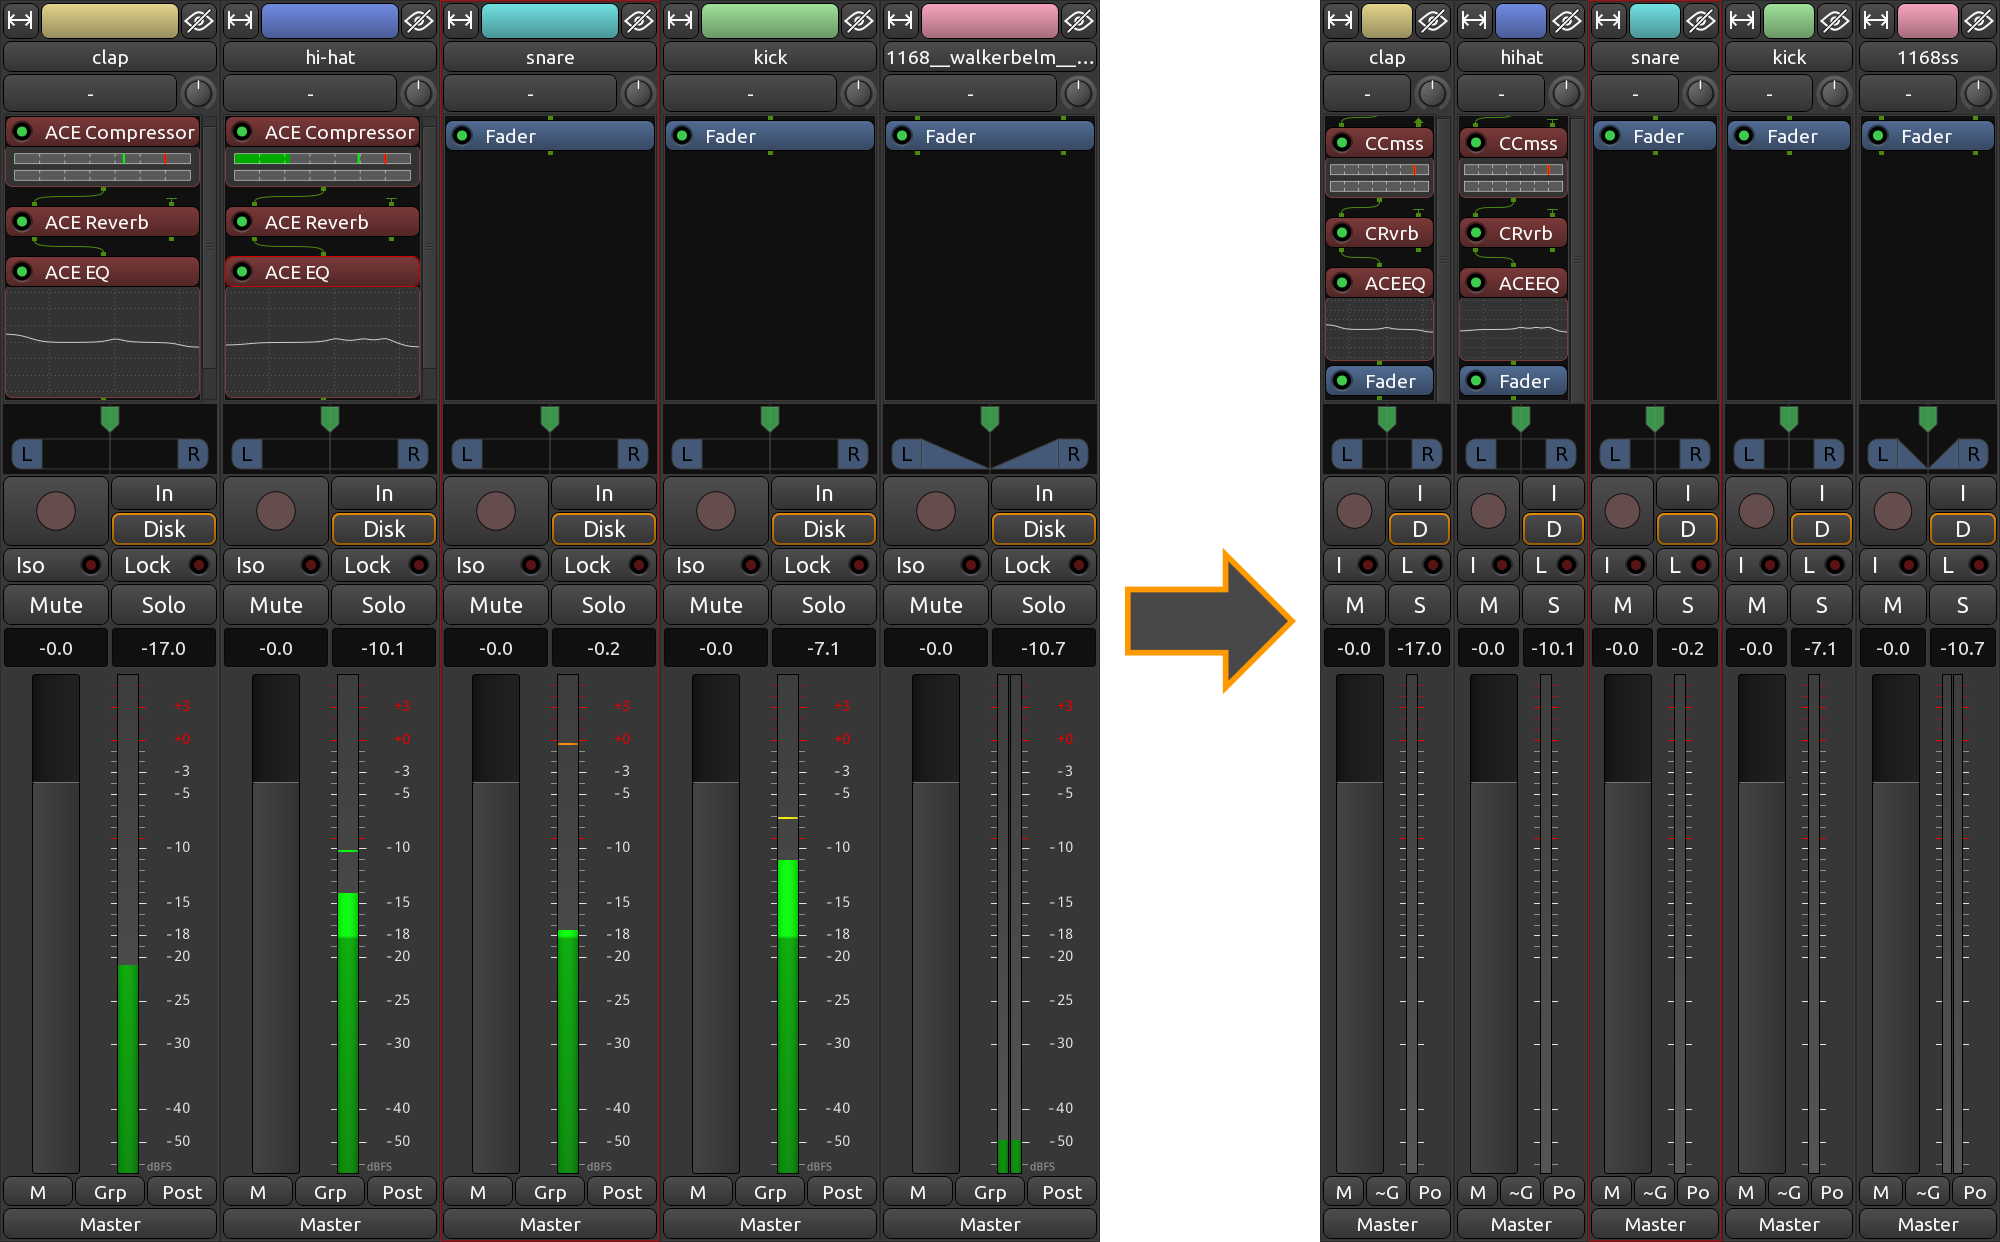 clap hi-hat snare kick 1168__walkerbelm__... clap hihat snare kick 1168ss
- - - - - - - - - -
ACE Compressor ACE Compressor Fader Fader Fader CCmss CCmss Fader Fader Fader
ACE Reverb ACE Reverb CRvrb CRvrb
ACE EQ ACE EQ ACEEQ ACEEQ
Fader Fader
L R L R L R L R L R L R L R L R L R L R
In In In In In I I I I I
Disk Disk Disk Disk Disk D D D D D
Iso Lock Iso Lock Iso Lock Iso Lock Iso Lock I L I L I L I L I L
Mute Solo Mute Solo Mute Solo Mute Solo Mute Solo M S M S M S M S M S
-0.0 -17.0 -0.0 -10.1 -0.0 -0.2 -0.0 -7.1 -0.0 -10.7 -0.0 -17.0 -0.0 -10.1 -0.0 -0.2 -0.0 -7.1 -0.0 -10.7
+3 +3 +3 +3 +3
+0 +0 +0 +0 +0
-3 -3 -3 -3 -3
-5 -5 -5 -5 -5
-10 -10 -10 -10 -10
-15 -15 -15 -15 -15
-18 -18 -18 -18 -18
-20 -20 -20 -20 -20
-25 -25 -25 -25 -25
-30 -30 -30 -30 -30
-40 -40 -40 -40 -40
-50 -50 -50 -50 -50
dBFS dBFS dBFS dBFS dBFS
M Grp Post M Grp Post M Grp Post M Grp Post M Grp Post M ~G Po M ~G Po M ~G Po M ~G Po M ~G Po
Master Master Master Master Master Master Master Master Master Master